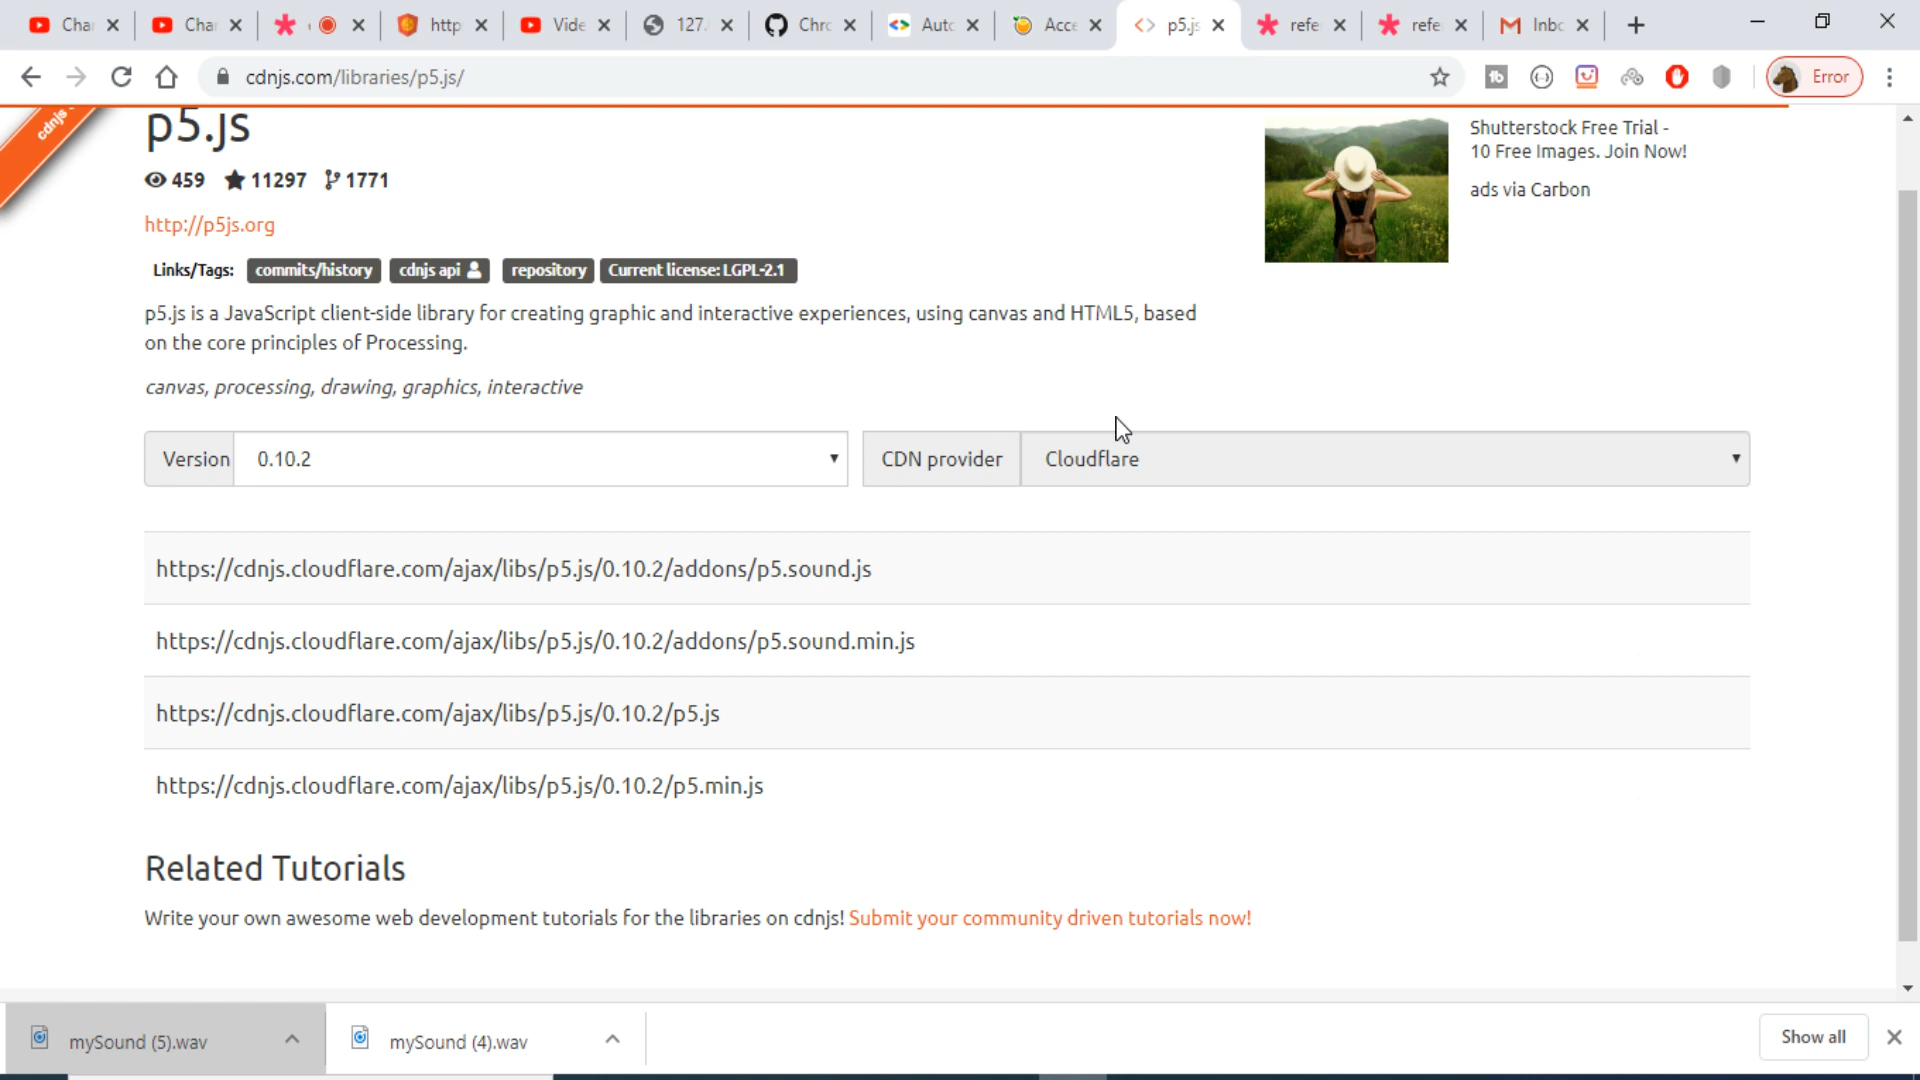 Cha
Cha
http
Vide
127.
Chrc
Autc
Acce
p5.js
refe
refe
Inbc
cdnjs.com/libraries/p5.js/
Error
cdnjs
p5.js
459 11297 1771
http://p5js.org
Links/Tags: commits/history cdnjs api repository Current license: LGPL-2.1
p5.js is a JavaScript client-side library for creating graphic and interactive experiences, using canvas and HTML5, based
on the core principles of Processing.
canvas, processing, drawing, graphics, interactive
Shutterstock Free Trial -
10 Free Images. Join Now!
ads via Carbon
Version 0.10.2
CDN provider Cloudflare
https://cdnjs.cloudflare.com/ajax/libs/p5.js/0.10.2/addons/p5.sound.js
https://cdnjs.cloudflare.com/ajax/libs/p5.js/0.10.2/addons/p5.sound.min.js
https://cdnjs.cloudflare.com/ajax/libs/p5.js/0.10.2/p5.js
https://cdnjs.cloudflare.com/ajax/libs/p5.js/0.10.2/p5.min.js
Related Tutorials
Write your own awesome web development tutorials for the libraries on cdnjs! Submit your community driven tutorials now!
mySound (5).wav
mySound (4).wav
Show all